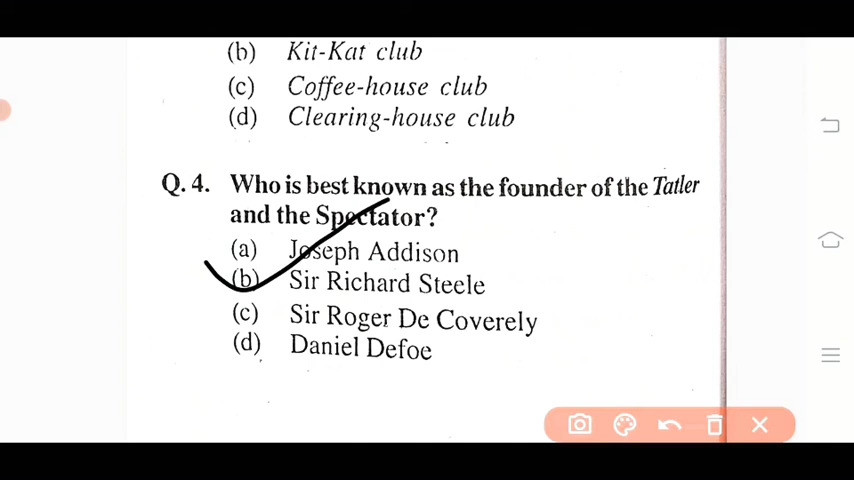 (b) Kit-Kat club
(c) Coffee-house club
(d) Clearing-house club
Q. 4. Who is best known as the founder of the Tatler
and the Spectator?
(a) Joseph Addison
(b) Sir Richard Steele
(c) Sir Roger De Coverely
(d) Daniel Defoe